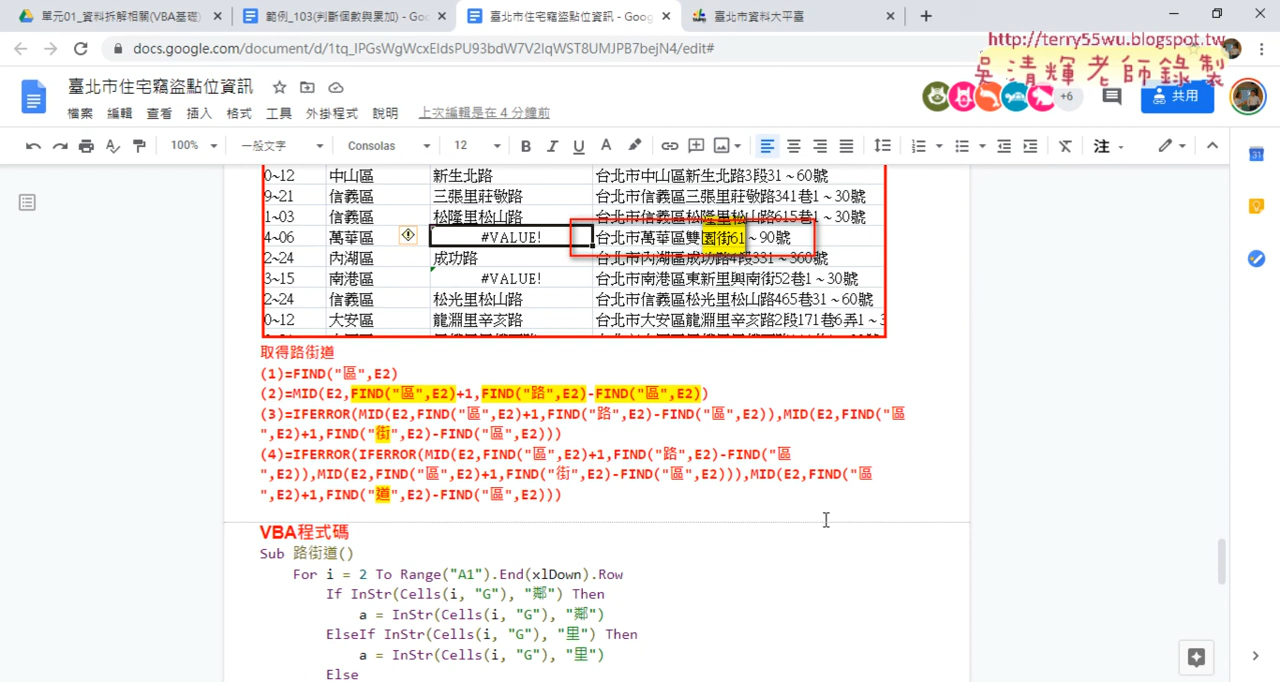 單元01_資料拆解相關(VBA基礎)
範例_103(判斷個數與累加) - Goo
臺北市住宅竊盜點位資訊 - Goog
臺北市資料大平臺
docs.google.com/document/d/1tq_IPGsWgWcxEIdsPU93bdW7V2IqWST8UMJPB7bejN4/edit#
http://terry55wu.blogspot.tw
吳清輝老師錄製
臺北市住宅竊盜點位資訊
+6
共用
檔案 編輯 查看 插入 格式 工具 外掛程式 說明 上次編輯是在 4 分鐘前
100% 一般文字 Consolas 12 B I U A 注
0~12 中山區 新生北路 台北市中山區新生北路3段31～60號
9~21 信義區 三張里莊敬路 台北市信義區三張里莊敬路341巷1～30號
1~03 信義區 松隆里松山路 台北市信義區松隆里松山路615巷1～30號
4~06 萬華區 #VALUE! 台北市萬華區雙園街61～90號
2~24 內湖區 成功路 台北市內湖區成功路4段331～360號
3~15 南港區 #VALUE! 台北市南港區東新里興南街52巷1～30號
2~24 信義區 松光里松山路 台北市信義區松光里松山路465巷31～60號
0~12 大安區 龍淵里辛亥路 台北市大安區龍淵里辛亥路2段171巷6弄1～3
取得路街道
(1)=FIND("區",E2)
(2)=MID(E2,FIND("區",E2)+1,FIND("路",E2)-FIND("區",E2))
(3)=IFERROR(MID(E2,FIND("區",E2)+1,FIND("路",E2)-FIND("區",E2)),MID(E2,FIND("區
",E2)+1,FIND("街",E2)-FIND("區",E2)))
(4)=IFERROR(IFERROR(MID(E2,FIND("區",E2)+1,FIND("路",E2)-FIND("區
",E2)),MID(E2,FIND("區",E2)+1,FIND("街",E2)-FIND("區",E2))),MID(E2,FIND("區
",E2)+1,FIND("道",E2)-FIND("區",E2)))
VBA程式碼
Sub 路街道()
For i = 2 To Range("A1").End(xlDown).Row
If InStr(Cells(i, "G"), "鄰") Then
a = InStr(Cells(i, "G"), "鄰")
ElseIf InStr(Cells(i, "G"), "里") Then
a = InStr(Cells(i, "G"), "里")
Else